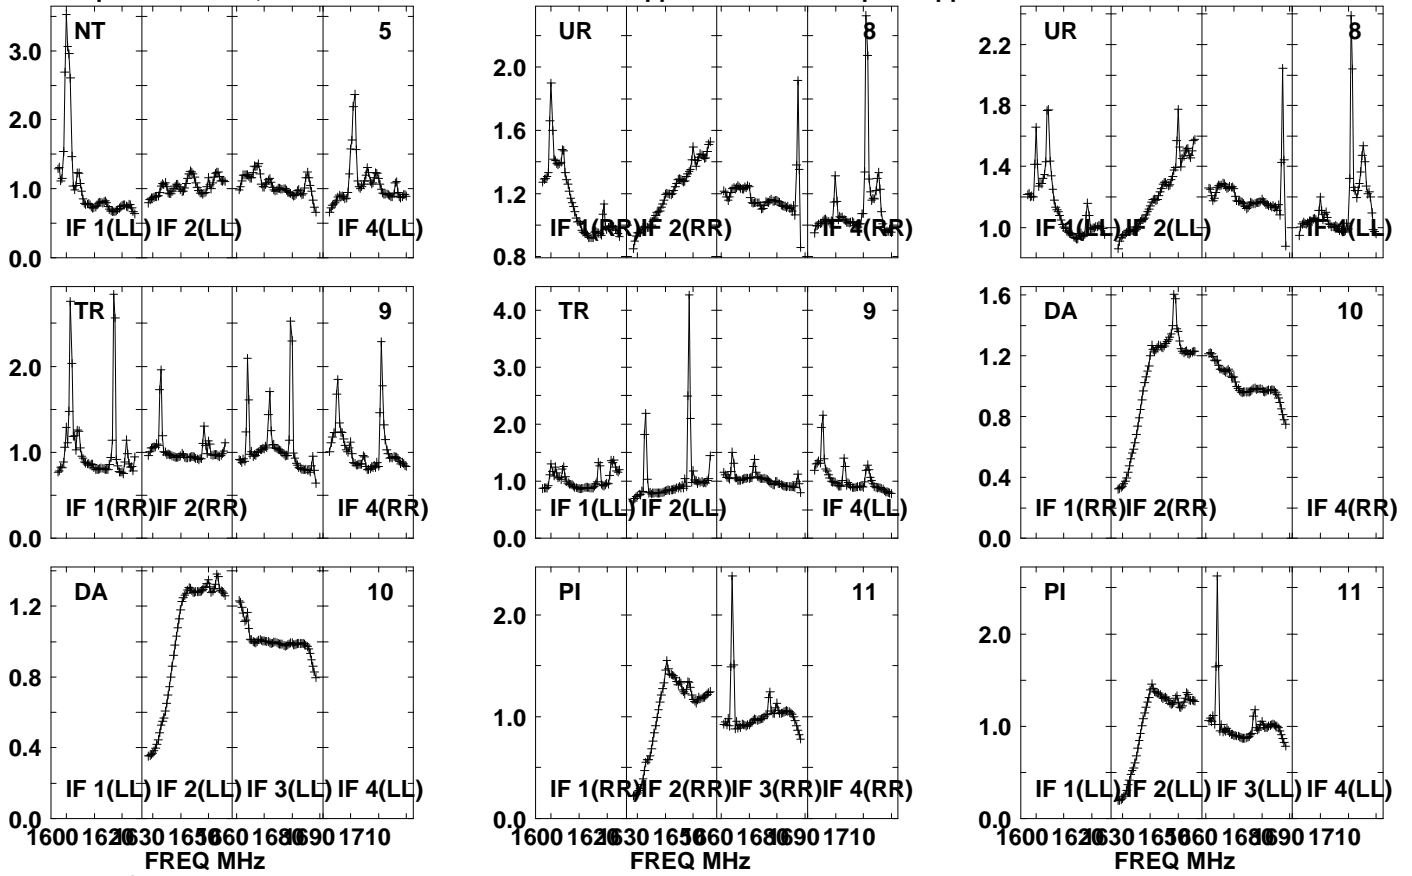 NT 5 UR 8 UR 8
3.0 2.0 2.2
2.0 1.6 1.8
1.0 1.2 1.4
0.0 0.8 1.0
IF 1(LL) IF 2(LL) IF 4(LL) IF 1(RR) IF 2(RR) IF 4(RR) IF 1(LL) IF 2(LL) IF 4(LL)
TR 9 TR 9 DA 10
2.0 4.0 1.6
1.0 3.0 1.2
0.0 2.0 0.8
1.0 0.4
0.0 0.0
IF 1(RR) IF 2(RR) IF 4(RR) IF 1(LL) IF 2(LL) IF 4(LL) IF 1(RR) IF 2(RR) IF 4(RR)
DA 10 PI 11 PI 11
1.2 2.0 2.0
0.8 1.0 1.0
0.4 0.0 0.0
0.0
IF 1(LL) IF 2(LL) IF 3(LL) IF 4(LL) IF 1(RR) IF 2(RR) IF 3(RR) IF 4(RR) IF 1(LL) IF 2(LL) IF 3(LL) IF 4(LL)
1600 1620 1630 1650 1660 1680 1690 1710 1600 1620 1630 1650 1660 1680 1690 1710 1600 1620 1630 1650 1660 1680 1690 1710
FREQ MHz FREQ MHz FREQ MHz